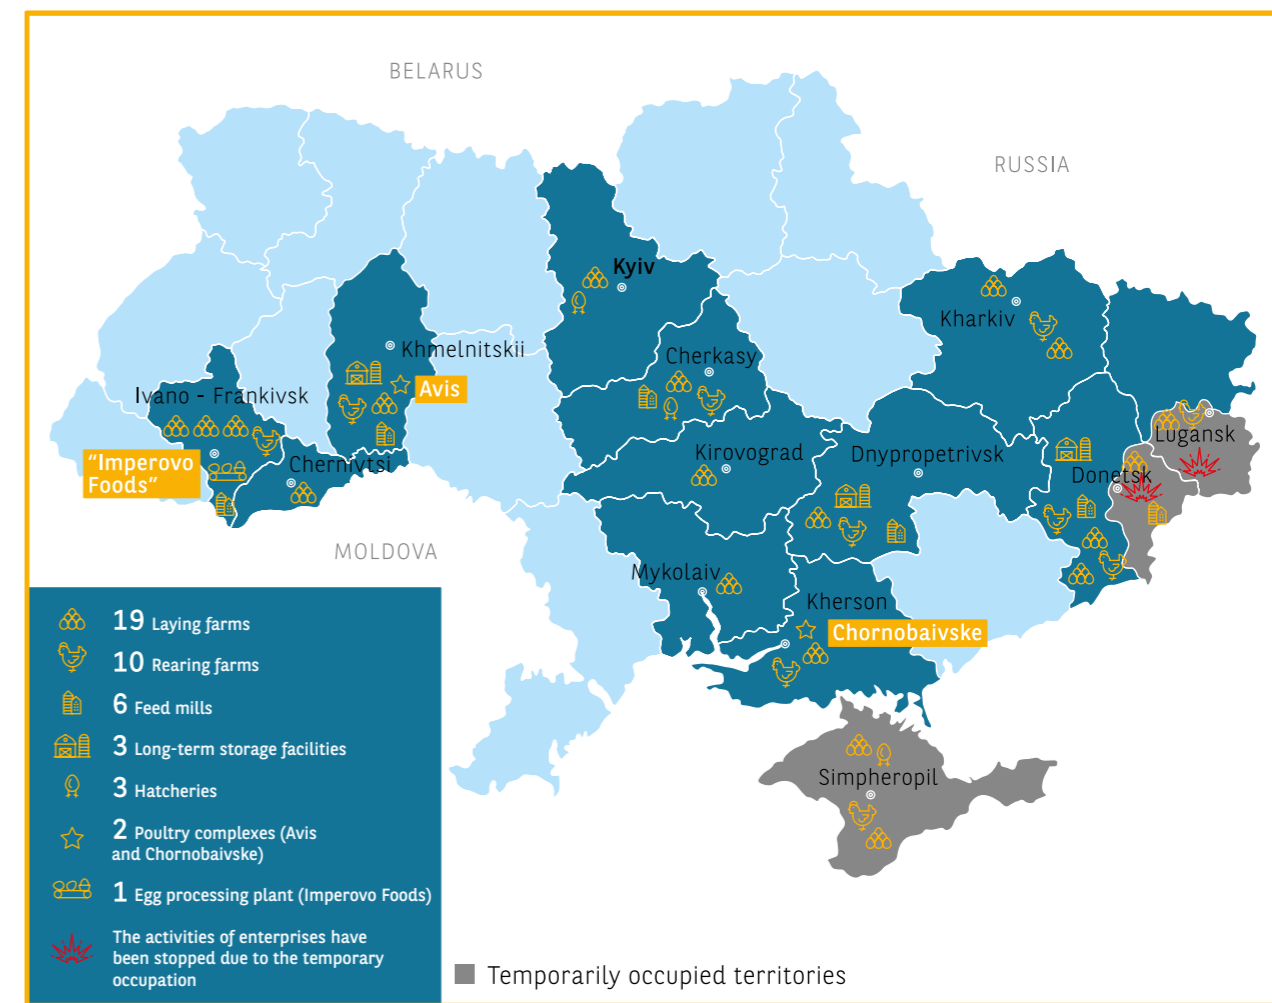 BELARUS
RUSSIA
Kyiv
Kharkiv
Khmelnitskii
Cherkasy
Avis
Ivano - Frankivsk
Lugansk
Kirovograd
Dnypropetrivsk
"Imperovo
Foods"
Chernivtsi
Donetsk
MOLDOVA
Mykolaiv
Kherson
Chornobaivske
Simpheropil
19 Laying farms
10 Rearing farms
6 Feed mills
3 Long-term storage facilities
3 Hatcheries
2 Poultry complexes (Avis
and Chornobaivske)
1 Egg processing plant (Imperovo Foods)
The activities of enterprises have
been stopped due to the temporary
occupation
Temporarily occupied territories